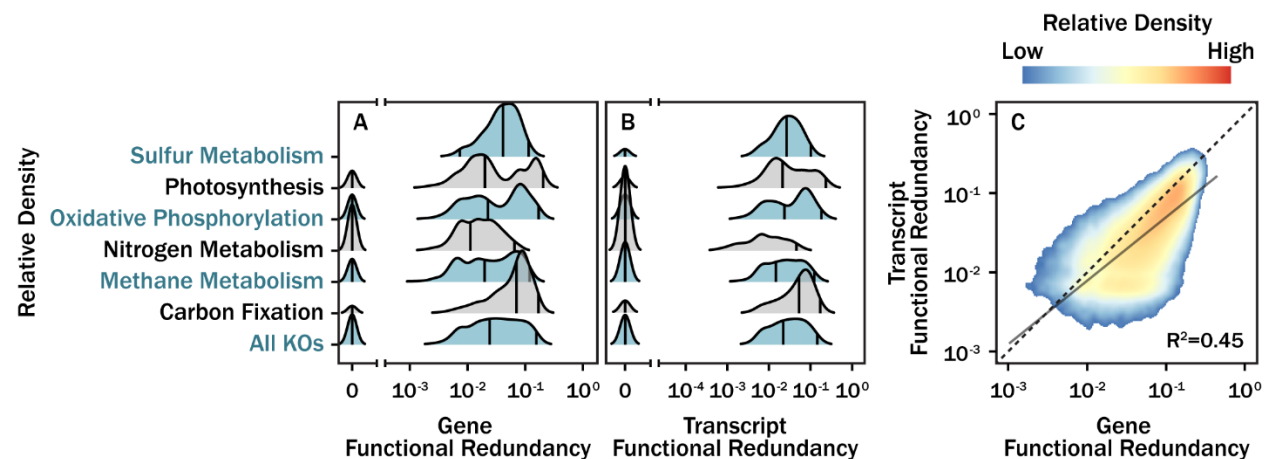 Relative Density
Sulfur Metabolism
Photosynthesis
Oxidative Phosphorylation
Nitrogen Metabolism
Methane Metabolism
Carbon Fixation
All KOs
A
0
10⁻³ 10⁻² 10⁻¹ 10⁰
Gene
Functional Redundancy
B
0
10⁻⁴ 10⁻³ 10⁻² 10⁻¹ 10⁰
Transcript
Functional Redundancy
Relative Density
Low High
C
Transcript
Functional Redundancy
10⁰
10⁻¹
10⁻²
10⁻³
R²=0.45
10⁻³ 10⁻² 10⁻¹ 10⁰
Gene
Functional Redundancy